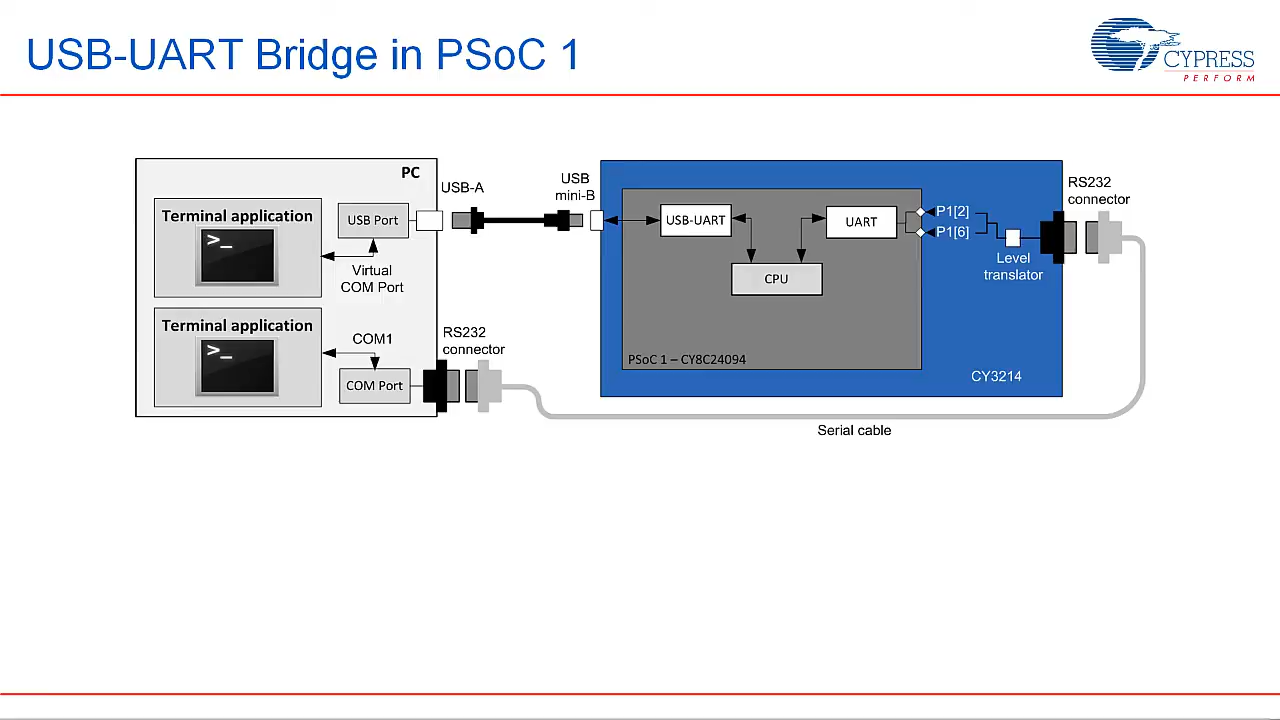 USB-UART Bridge in PSoC 1
CYPRESS
PERFORM
PC
Terminal application
>_
USB Port
Virtual
COM Port
Terminal application
>_
COM1
COM Port
USB-A
RS232
connector
USB
mini-B
USB-UART
UART
CPU
PSoC 1 – CY8C24094
P1[2]
P1[6]
Level
translator
CY3214
RS232
connector
Serial cable